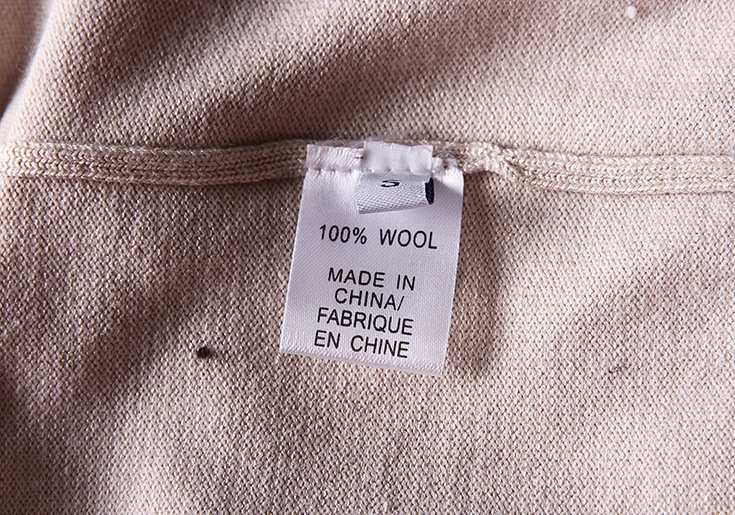 S
100% WOOL
MADE IN
CHINA/
FABRIQUE
EN CHINE